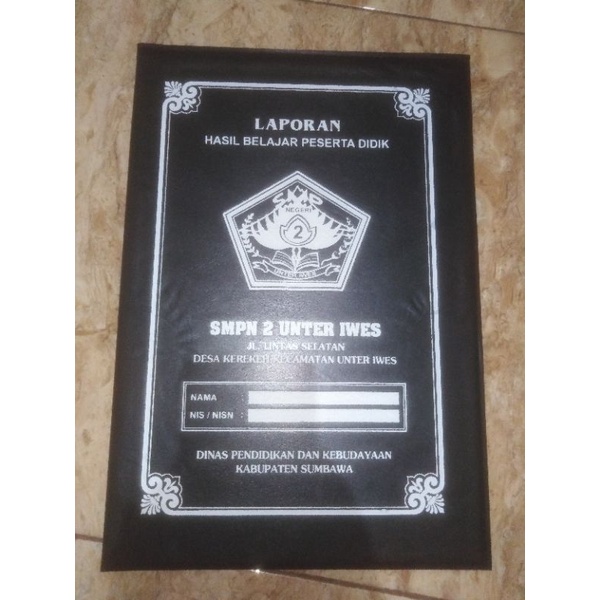 LAPORAN
HASIL BELAJAR PESERTA DIDIK
SMP
NEGERI
2
UNTER IWES
SMPN 2 UNTER IWES
JL. LINTAS SELATAN
DESA KEREKEH KECAMATAN UNTER IWES
NAMA
NIS / NISN :
DINAS PENDIDIKAN DAN KEBUDAYAAN
KABUPATEN SUMBAWA